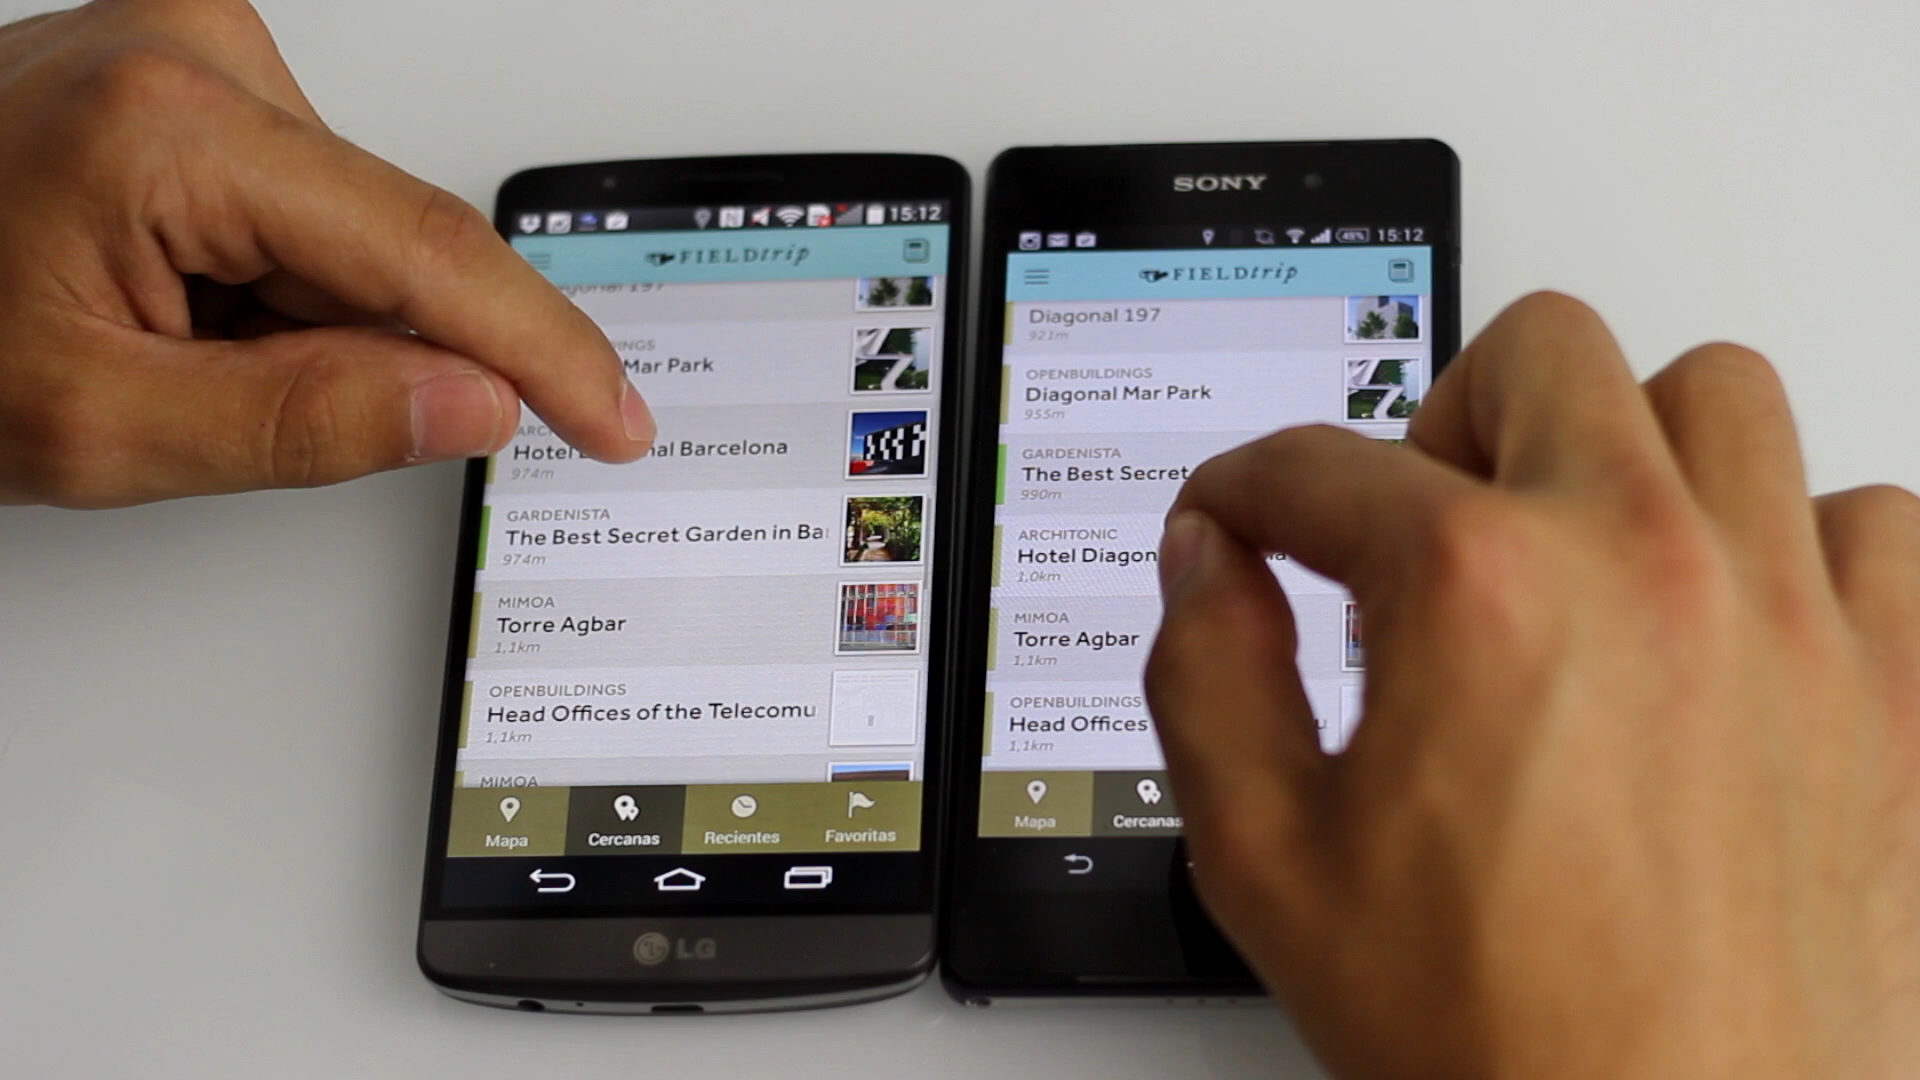 15:12
FIELDtrip
Diagonal 197
Mar Park
Hotel
nal Barcelona
974m
GARDENISTA
The Best Secret Garden in Ba
974m
MIMOA
Torre Agbar
1,1km
OPENBUILDINGS
Head Offices of the Telecomu
1,1km
MIMOA
Mapa
Cercanas
Recientes
Favoritas
LG
SONY
45% 15:12
FIELDtrip
Diagonal 197
921m
OPENBUILDINGS
Diagonal Mar Park
955m
GARDENISTA
The Best Secret
990m
ARCHITONIC
Hotel Diagon
1,0km
MIMOA
Torre Agbar
1,1km
OPENBUILDINGS
Head Offices
1,1km
Mapa
Cercanas